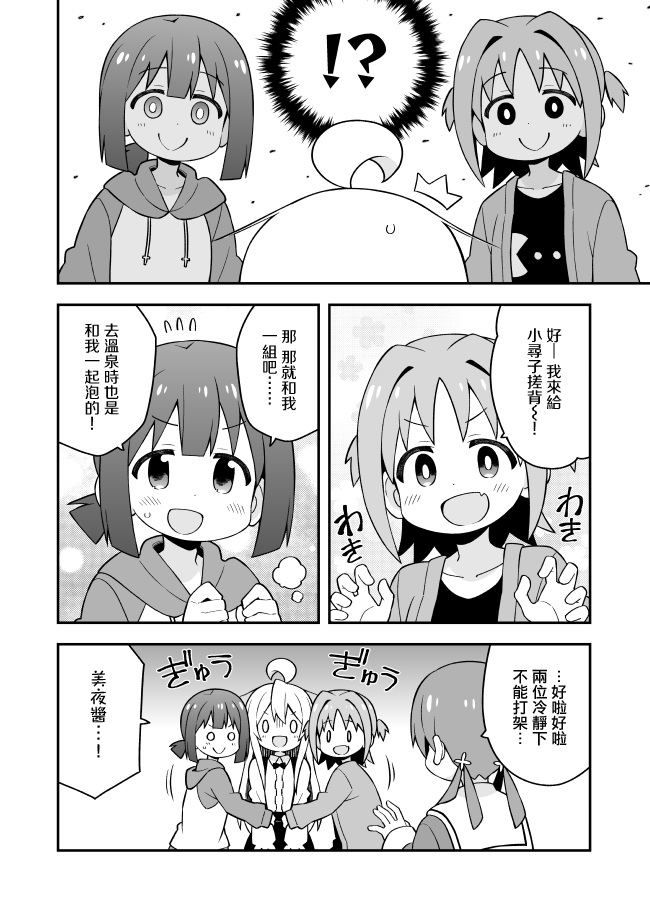 !?
好─ 我來給
小尋子搓背～！
わき
わき
那 那就和我
一組吧……
去溫泉時也是
和我一起泡的！
…好啦好啦
兩位冷靜下
不能打架…
ぎゅう
ぎゅう
美·夜醬…！